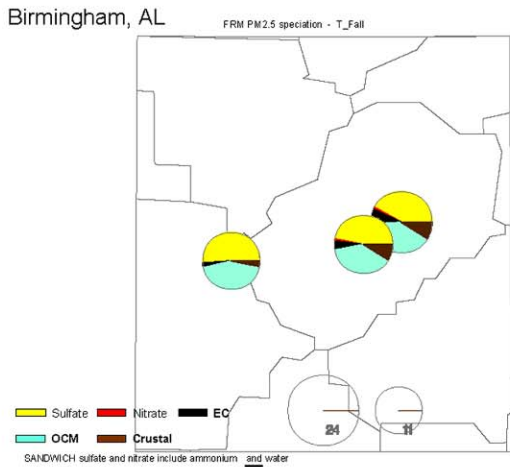 Birmingham, AL
FRM PM2.5 speciation - T_Fall
24 11
Sulfate Nitrate EC
OCM Crustal
SANDWICH sulfate and nitrate include ammonium and water